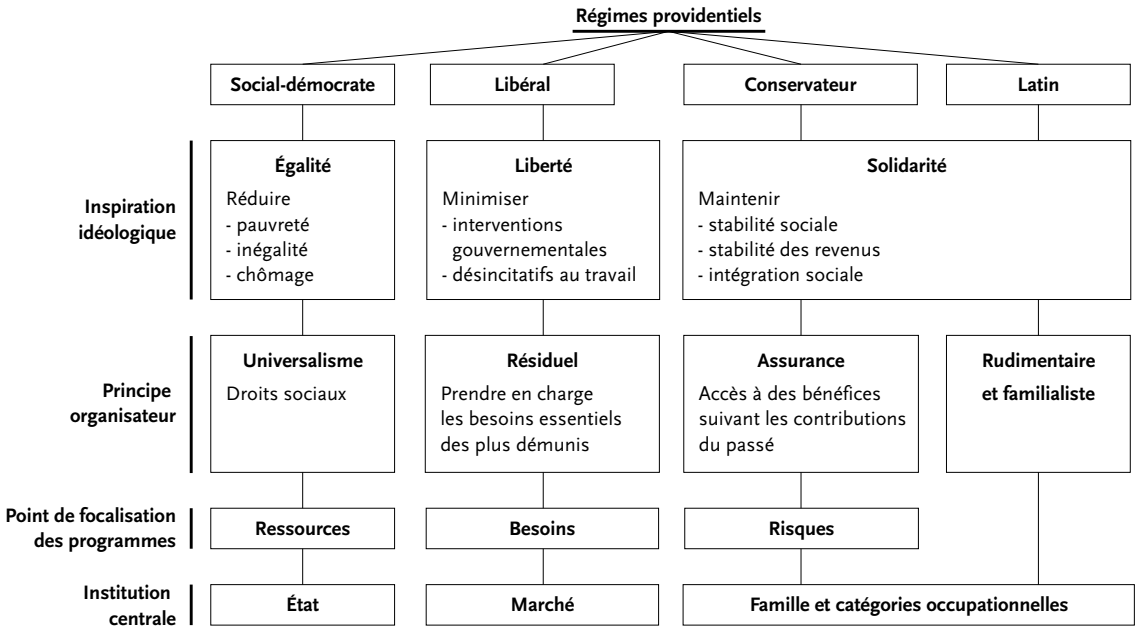 Régimes providentiels
Social-démocrate
Libéral
Conservateur
Latin
Inspiration
idéologique
Égalité
Réduire
- pauvreté
- inégalité
- chômage
Liberté
Minimiser
- interventions
gouvernementales
- désincitatifs au travail
Solidarité
Maintenir
- stabilité sociale
- stabilité des revenus
- intégration sociale
Principe
organisateur
Universalisme
Droits sociaux
Résiduel
Prendre en charge
les besoins essentiels
des plus démunis
Assurance
Accès à des bénéfices
suivant les contributions
du passé
Rudimentaire
et familialiste
Point de focalisation
des programmes
Ressources
Besoins
Risques
Institution
centrale
État
Marché
Famille et catégories occupationnelles